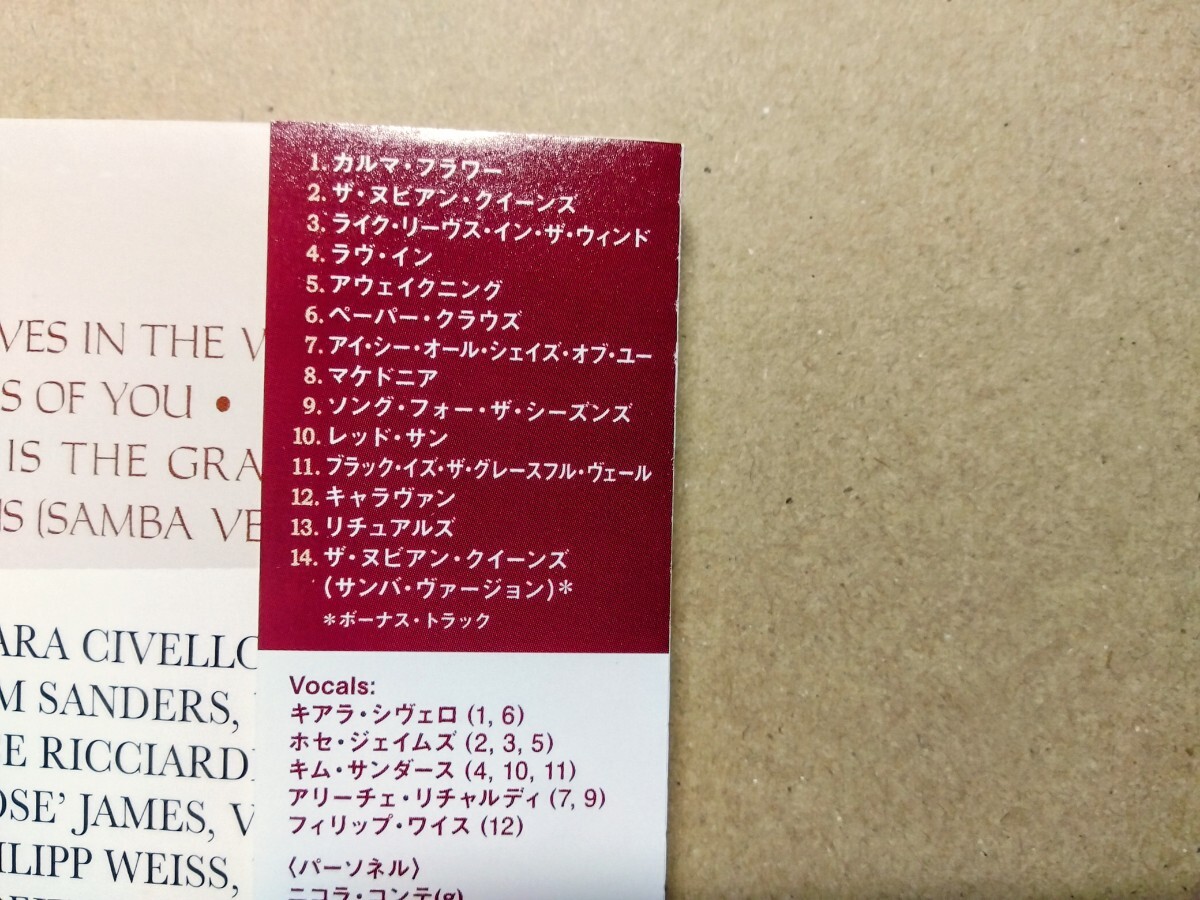 VES IN THE
S OF YOU •
IS THE GRA
S (SAMBA VE
ARA CIVELLO
M SANDERS,
E RICCIARDI
OSE' JAMES, V
ILIPP WEISS,
1. カルマ・フラワー
2. ザ・ヌビアン・クイーンズ
3. ライク・リーヴス・イン・ザ・ウィンド
4. ラヴ・イン
5. アウェイクニング
6. ペーパー・クラウズ
7. アイ・シー・オール・シェイズ・オブ・ユー
8. マケドニア
9. ソング・フォー・ザ・シーズンズ
10. レッド・サン
11. ブラック・イズ・ザ・グレースフル・ヴェール
12. キャラヴァン
13. リチュアルズ
14. ザ・ヌビアン・クイーンズ
(サンバ・ヴァージョン)*
*ボーナス・トラック
Vocals:
キアラ・シヴェロ (1, 6)
ホセ・ジェイムズ (2, 3, 5)
キム・サンダース (4, 10, 11)
アリーチェ・リチャルディ (7, 9)
フィリップ・ワイス (12)
〈パーソネル〉
ニコラ・コンテ(g)